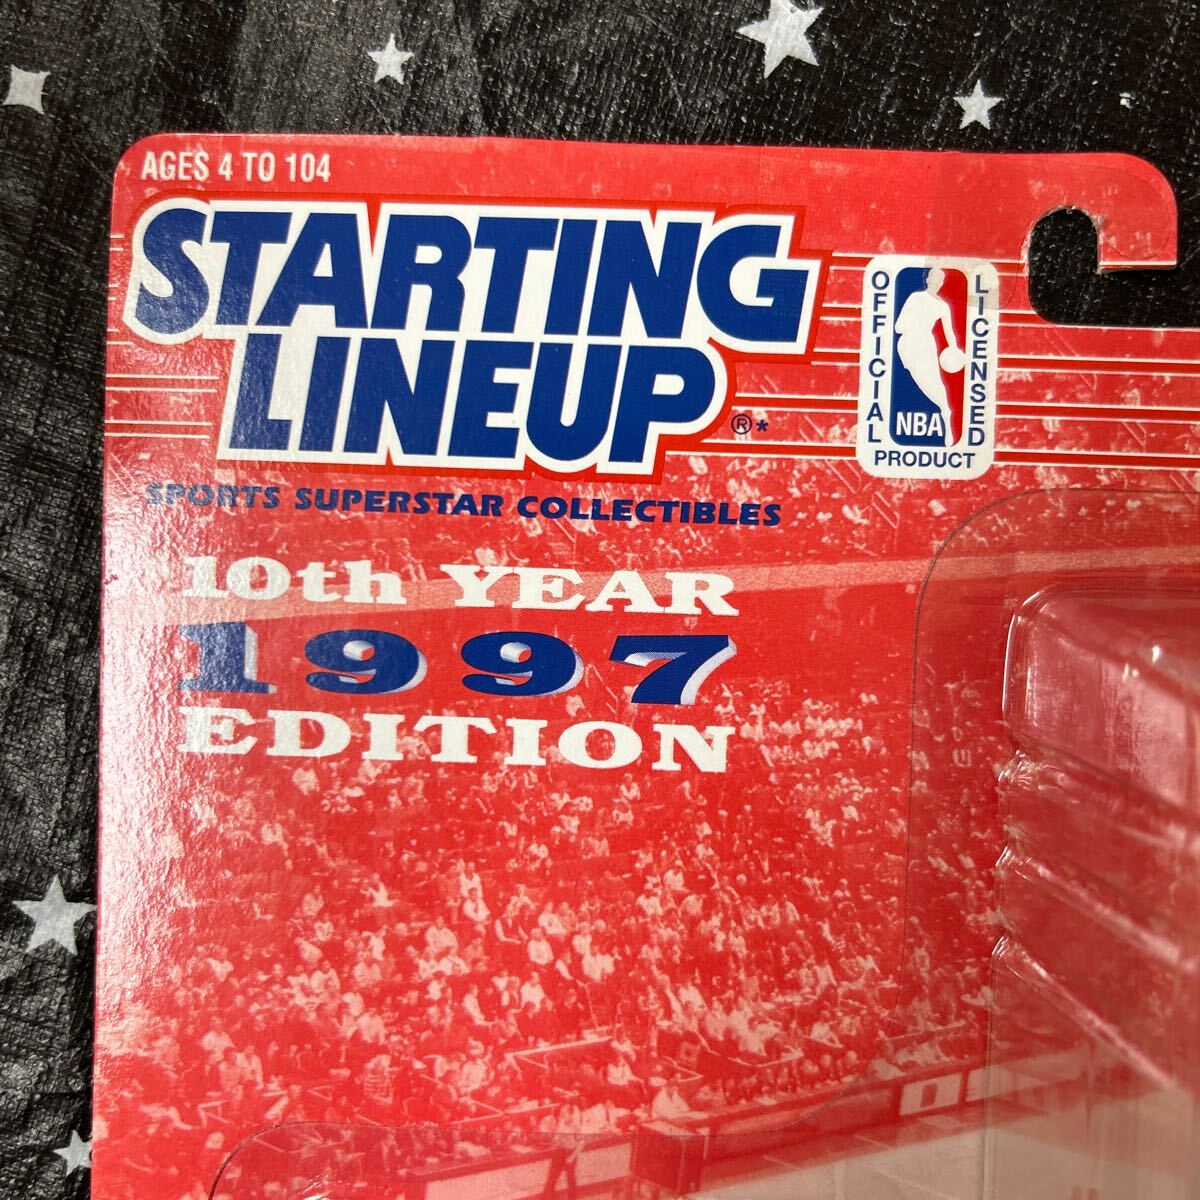 AGES 4 TO 104
STARTING
LINEUP ®*
SPORTS SUPERSTAR COLLECTIBLES
10th YEAR
1997
EDITION
OFFICIAL
LICENSED
NBA
PRODUCT